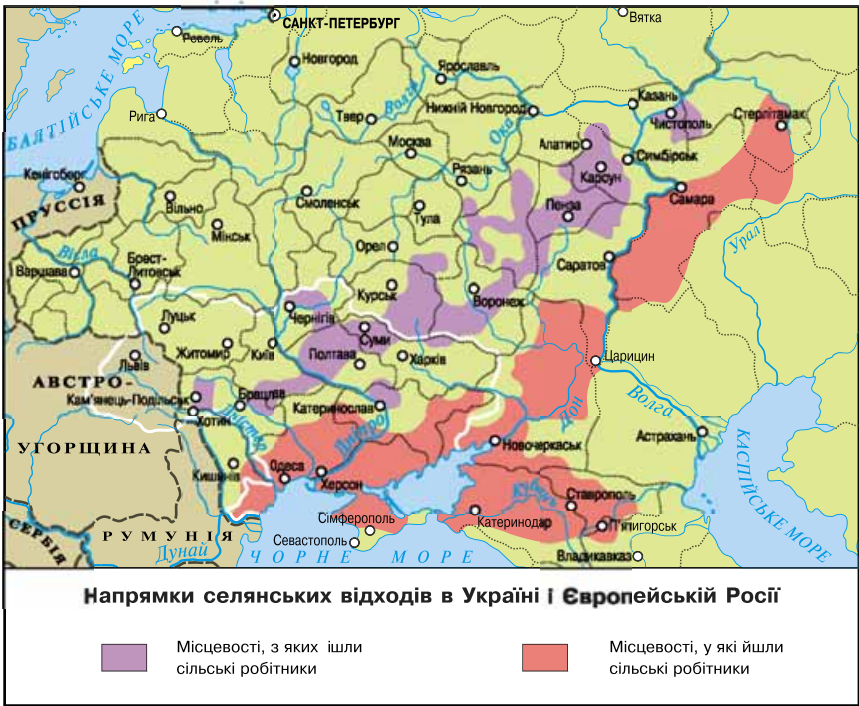 САНКТ-ПЕТЕРБУРГ
Вятка
Ревель
БАЛТІЙСЬКЕ МОРЕ
Новгород
Ярославль
Волга
Рига
Твер
Нижній Новгород
Казань
Чистополь
Стерлітамак
Ока
Москва
Алатир
Симбірськ
Карсун
Кенігсберг
ПРУССІЯ
Рязань
Самара
Вільно
Смоленськ
Тула
Пенза
Мінськ
Урал
Вісла
Орел
Варшава
Брест-
Литовськ
Саратов
Курськ
Воронеж
Луцьк
Чернігів
Суми
Житомир
Київ
Полтава
Харків
Царицин
Львів
АВСТРО-
УГОРЩИНА
Кам'янець-Подільськ
Брацлав
Катеринослав
Дон
Волга
Хотин
Дністро
Дніпро
Новочеркаськ
Астрахань
КАСПІЙСЬКЕ МОРЕ
Кишинів
Одеса
Херсон
Кубань
Ставрополь
Сімферополь
Катеринодар
П'ятигорськ
СЕРБІЯ
РУМУНІЯ
Дунай
Севастополь
ЧОРНЕ МОРЕ
Владикавказ
Напрямки селянських відходів в Україні і Європейській Росії
Місцевості, з яких ішли
сільські робітники
Місцевості, у які йшли
сільські робітники